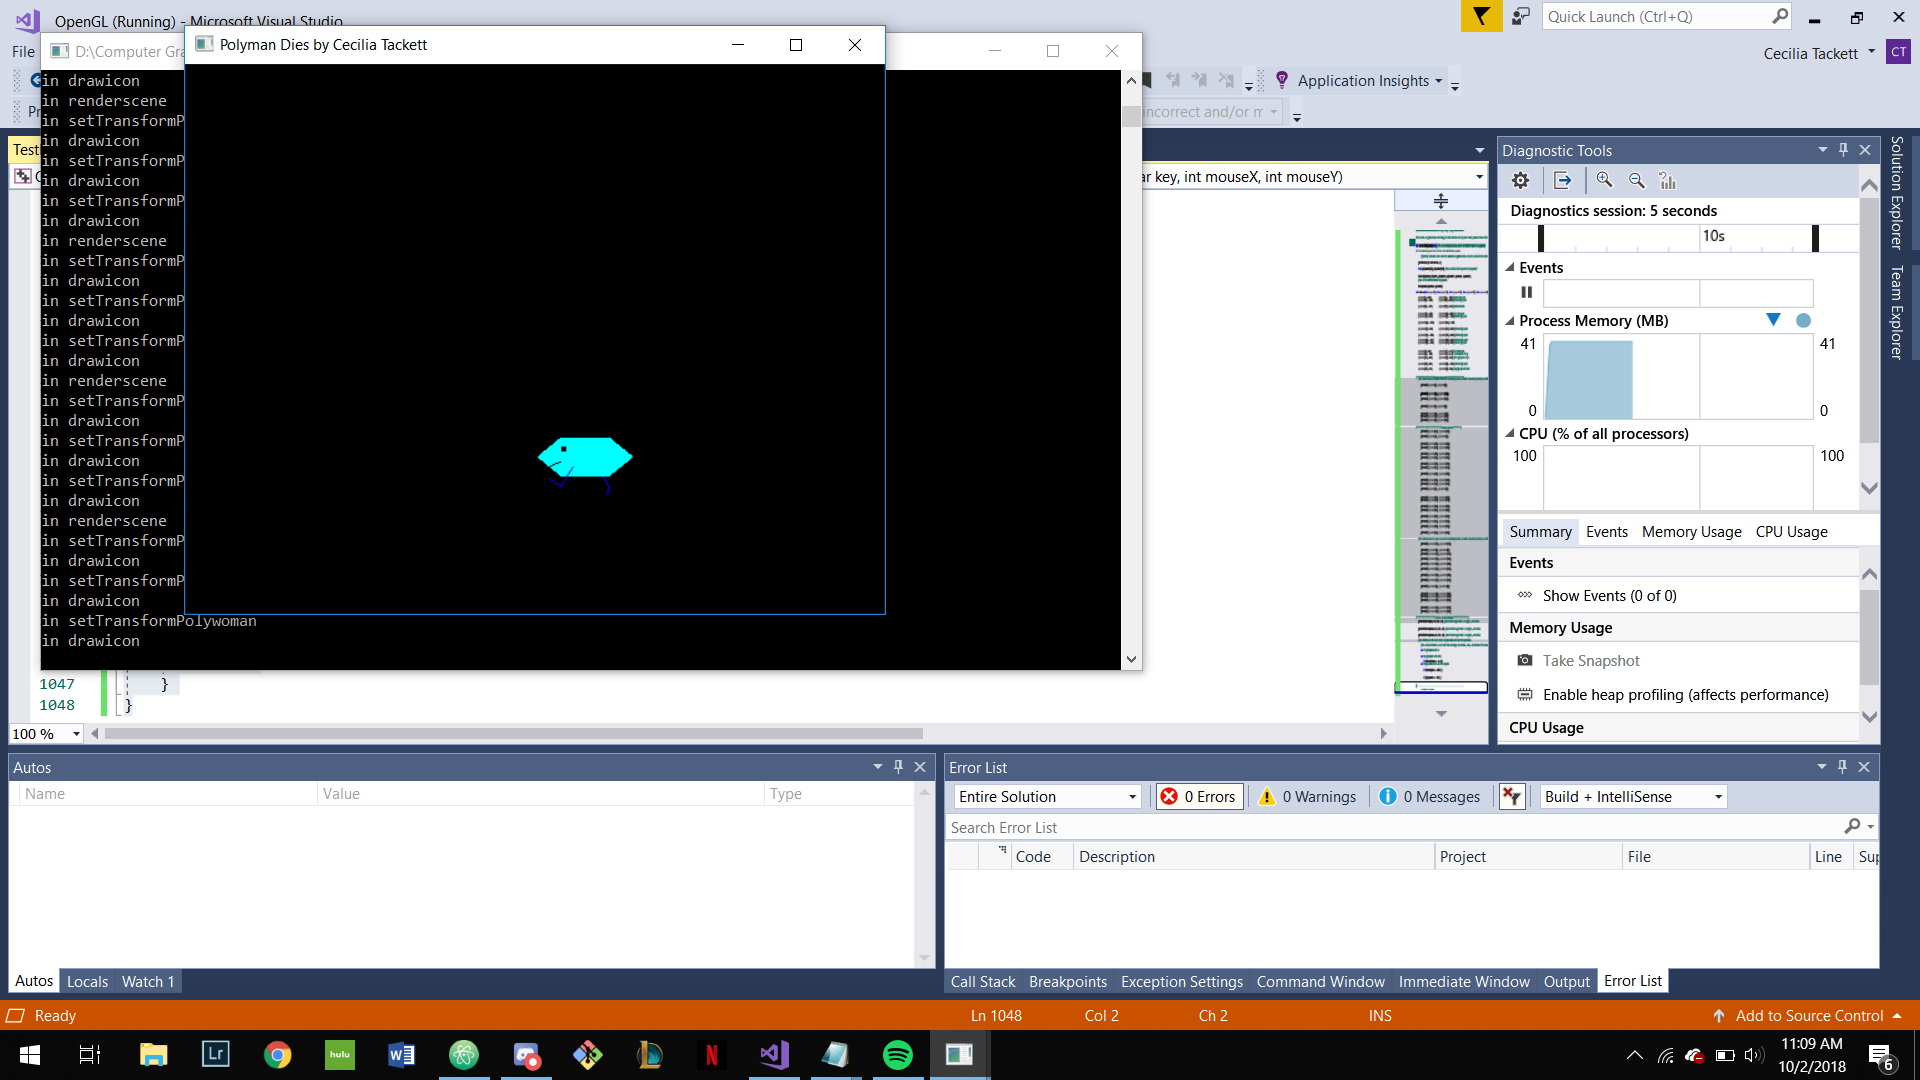 OpenGL (Running) - Microsoft Visual Studio
Quick Launch (Ctrl+Q)
File
D:\Computer Gra
Polyman Dies by Cecilia Tackett
Cecilia Tackett
CT
Application Insights
incorrect and/or m
in drawicon
in renderscene
in setTransformP
in drawicon
in setTransformP
in drawicon
in setTransformP
in drawicon
in renderscene
in setTransformP
in drawicon
in setTransformP
in drawicon
in setTransformP
in drawicon
in renderscene
in setTransformP
in drawicon
in setTransformP
in drawicon
in setTransformP
in drawicon
in renderscene
in setTransformP
in drawicon
in setTransformP
in drawicon
in setTransformPolywoman
in drawicon
Test
ar key, int mouseX, int mouseY)
1047 }
1048 }
100 %
Diagnostic Tools
Diagnostics session: 5 seconds
10s
Events
Process Memory (MB)
41 41
0 0
CPU (% of all processors)
100 100
Summary Events Memory Usage CPU Usage
Events
Show Events (0 of 0)
Memory Usage
Take Snapshot
Enable heap profiling (affects performance)
CPU Usage
Solution Explorer
Team Explorer
Autos
Name Value Type
Autos Locals Watch 1
Error List
Entire Solution 0 Errors 0 Warnings 0 Messages Build + IntelliSense
Search Error List
Code Description Project File Line Sup
Call Stack Breakpoints Exception Settings Command Window Immediate Window Output Error List
Ready Ln 1048 Col 2 Ch 2 INS Add to Source Control
Lr
hulu
N
11:09 AM
10/2/2018
6